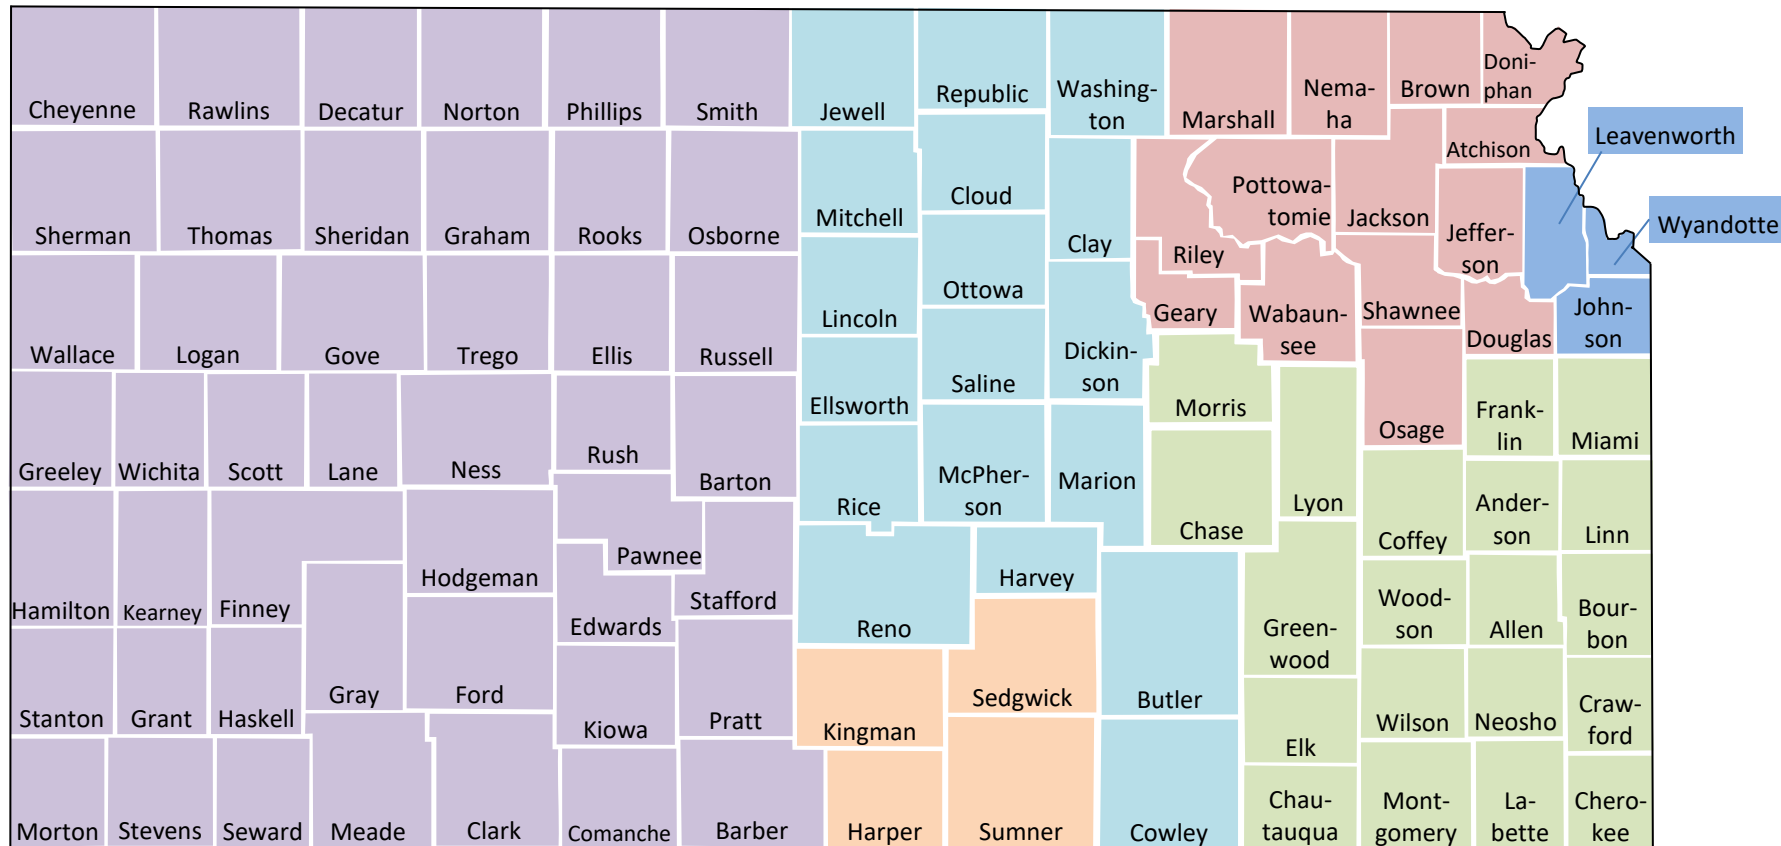 Cheyenne
Rawlins
Decatur
Norton
Phillips
Smith
Jewell
Republic
Washing-
ton
Marshall
Nema-
ha
Brown
Doni-
phan
Leavenworth
Atchison
Sherman
Thomas
Sheridan
Graham
Rooks
Osborne
Mitchell
Cloud
Clay
Riley
Pottowa-
tomie
Jackson
Jeffer-
son
Wyandotte
Wallace
Logan
Gove
Trego
Ellis
Russell
Lincoln
Ottowa
Saline
Dickin-
son
Geary
Wabaun-
see
Shawnee
Douglas
John-
son
Greeley
Wichita
Scott
Lane
Ness
Rush
Barton
Ellsworth
Rice
McPher-
son
Marion
Morris
Chase
Lyon
Osage
Frank-
lin
Miami
Coffey
Ander-
son
Linn
Hamilton
Kearney
Finney
Hodgeman
Pawnee
Edwards
Stafford
Reno
Harvey
Green-
wood
Wood-
son
Allen
Bour-
bon
Stanton
Grant
Haskell
Gray
Ford
Kiowa
Pratt
Kingman
Sedgwick
Butler
Elk
Wilson
Neosho
Craw-
ford
Morton
Stevens
Seward
Meade
Clark
Comanche
Barber
Harper
Sumner
Cowley
Chau-
tauqua
Mont-
gomery
La-
bette
Chero-
kee